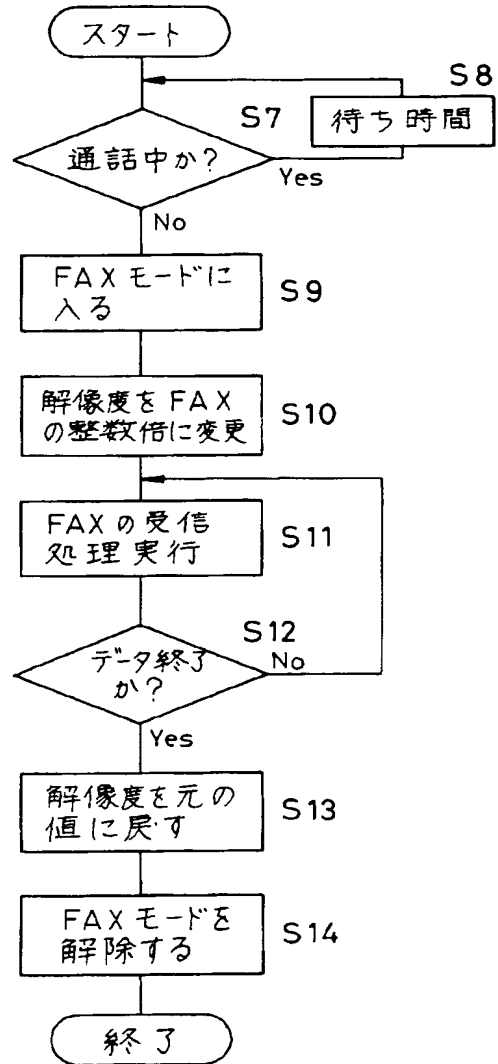 スタート
S8
待ち時間
S7
通話中か?
Yes
No
FAXモードに
入る
S9
解像度をFAX
の整数倍に変更
S10
FAXの受信
処理実行
S11
S12
データ終了
か?
No
Yes
解像度を元の
値に戻す
S13
FAXモードを
解除する
S14
終了